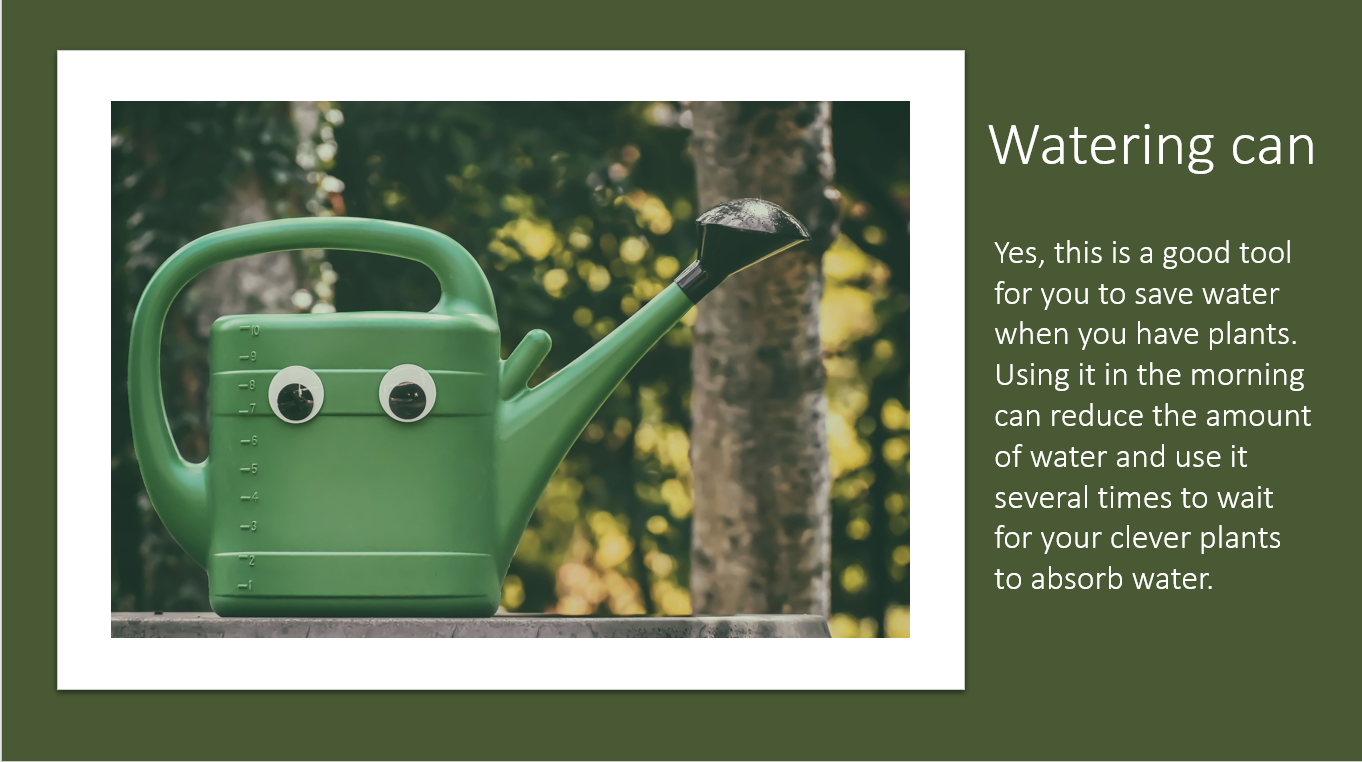 Watering can
Yes, this is a good tool
for you to save water
when you have plants.
Using it in the morning
can reduce the amount
of water and use it
several times to wait
for your clever plants
to absorb water.
10
9
8
7
6
5
4
3
2
1